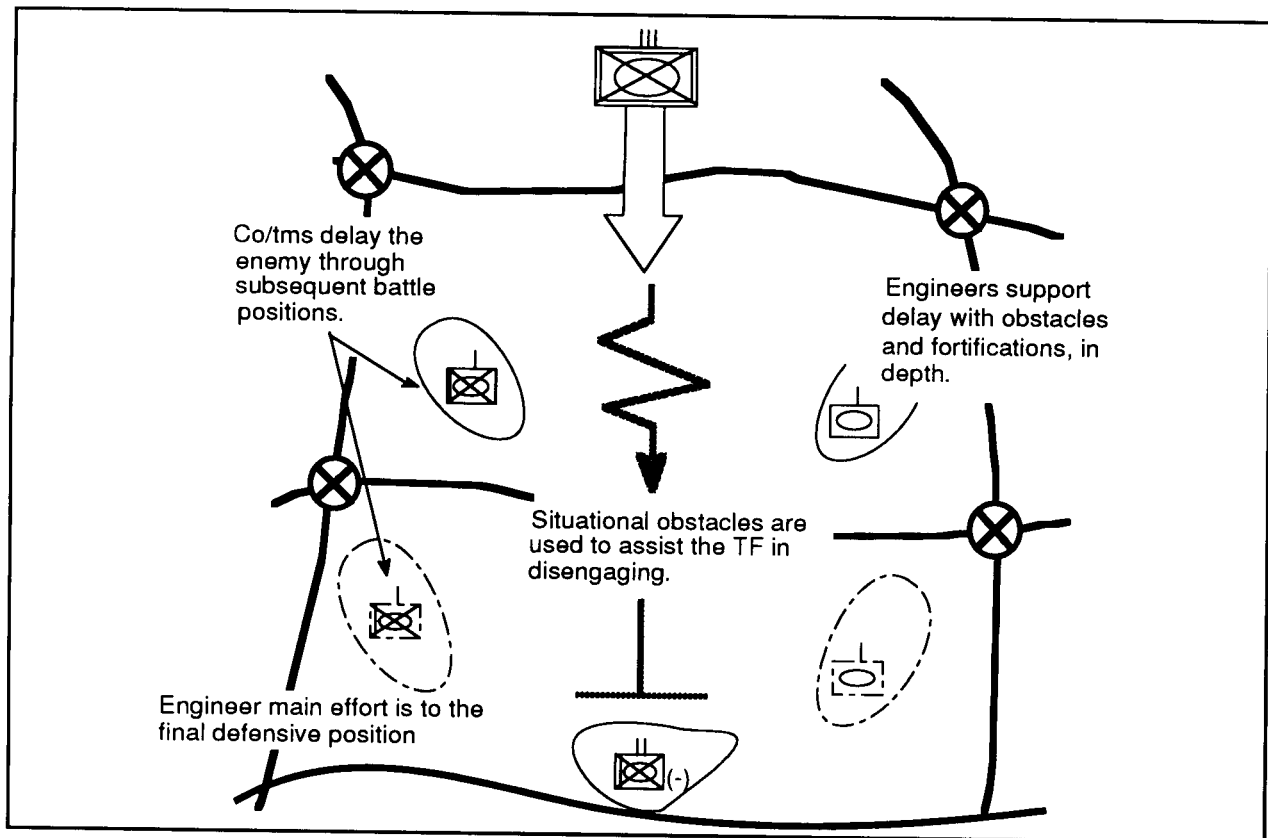 Co/tms delay the
enemy through
subsequent battle
positions.
Engineers support
delay with obstacles
and fortifications, in
depth.
Situational obstacles are
used to assist the TF in
disengaging.
Engineer main effort is to the
final defensive position
(-)